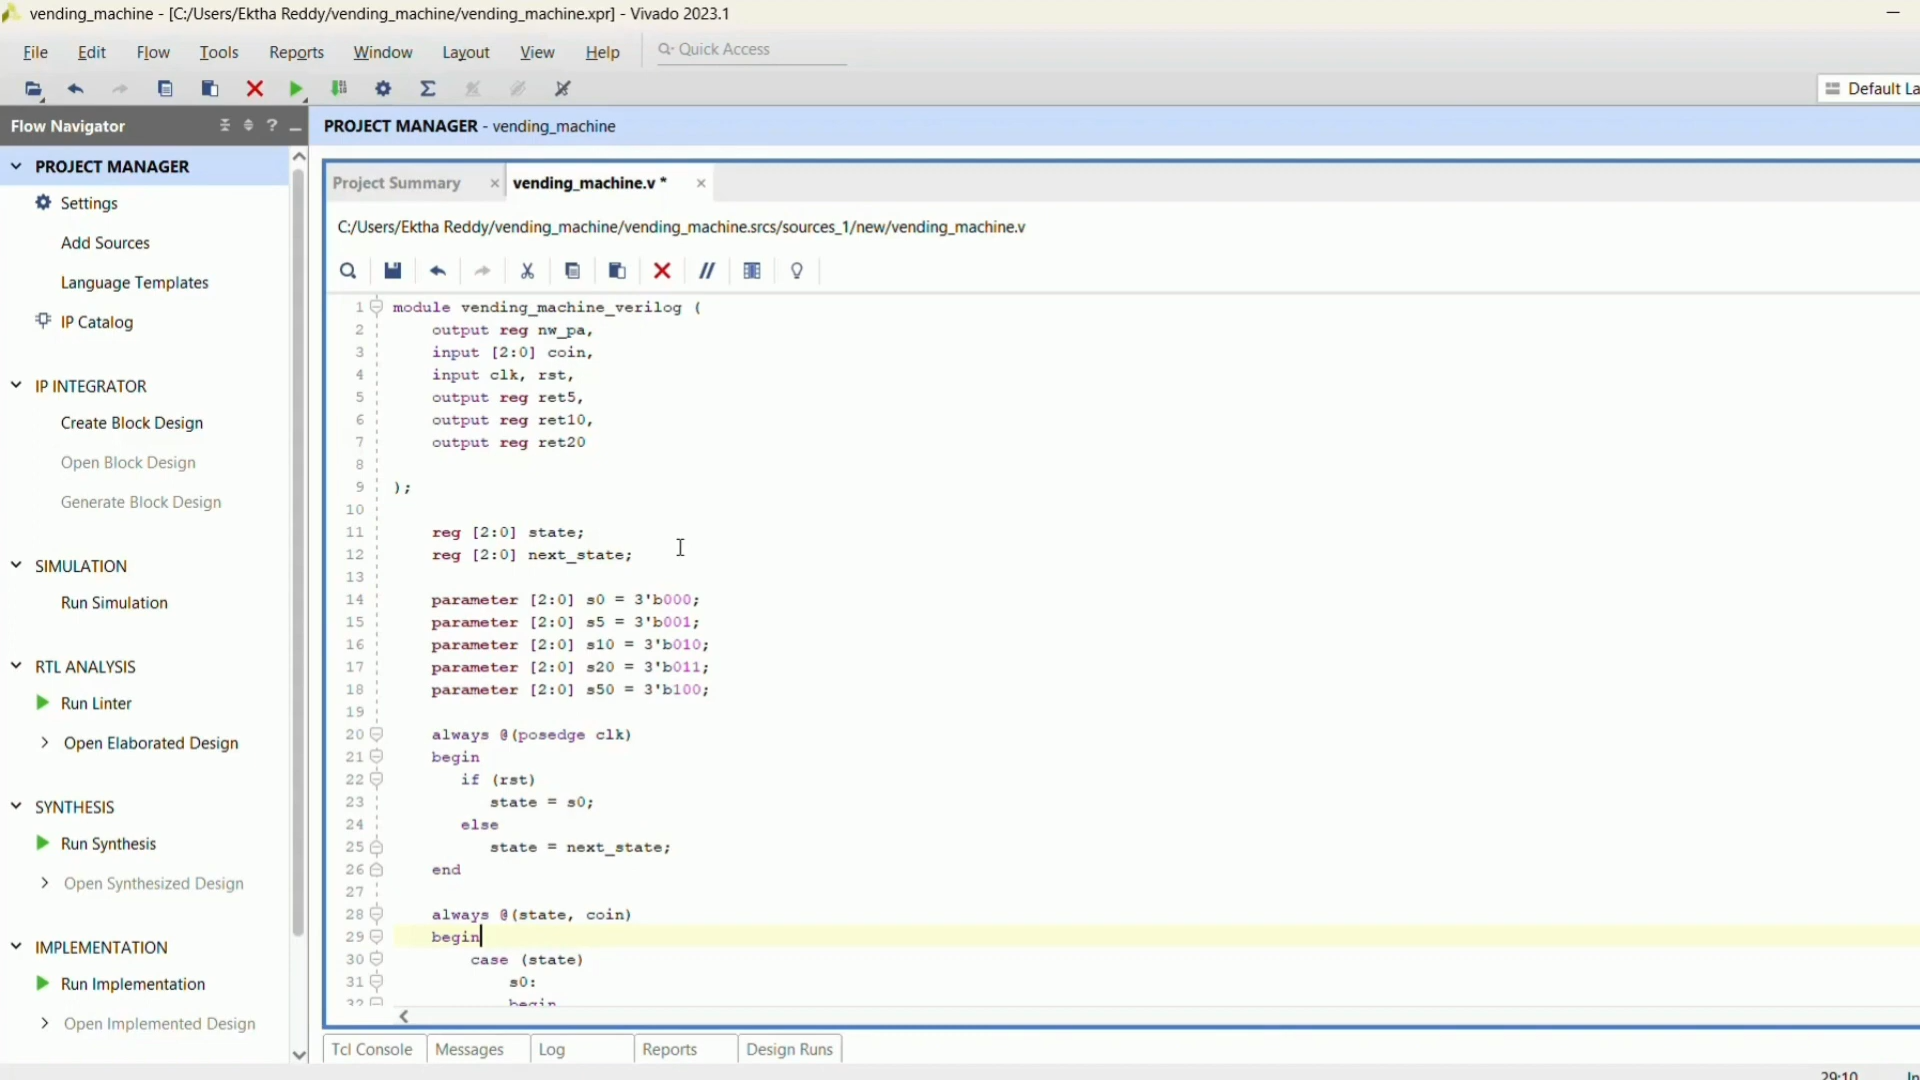 vending_machine - [C:/Users/Ektha Reddy/vending_machine/vending_machine.xpr] - Vivado 2023.1
File Edit Flow Tools Reports Window Layout View Help Quick Access
Default La
Flow Navigator
PROJECT MANAGER
Settings
Add Sources
Language Templates
IP Catalog
IP INTEGRATOR
Create Block Design
Open Block Design
Generate Block Design
SIMULATION
Run Simulation
RTL ANALYSIS
Run Linter
Open Elaborated Design
SYNTHESIS
Run Synthesis
Open Synthesized Design
IMPLEMENTATION
Run Implementation
Open Implemented Design
PROJECT MANAGER - vending_machine
Project Summary vending_machine.v *
C:/Users/Ektha Reddy/vending_machine/vending_machine.srcs/sources_1/new/vending_machine.v
1 module vending_machine_verilog (
2 output reg nw_pa,
3 input [2:0] coin,
4 input clk, rst,
5 output reg ret5,
6 output reg ret10,
7 output reg ret20
8
9 );
10
11 reg [2:0] state;
12 reg [2:0] next_state;
13
14 parameter [2:0] s0 = 3'b000;
15 parameter [2:0] s5 = 3'b001;
16 parameter [2:0] s10 = 3'b010;
17 parameter [2:0] s20 = 3'b011;
18 parameter [2:0] s50 = 3'b100;
19
20 always @(posedge clk)
21 begin
22 if (rst)
23 state = s0;
24 else
25 state = next_state;
26 end
27
28 always @(state, coin)
29 begin
30 case (state)
31 s0:
32 begin
Tcl Console Messages Log Reports Design Runs
29:10 In